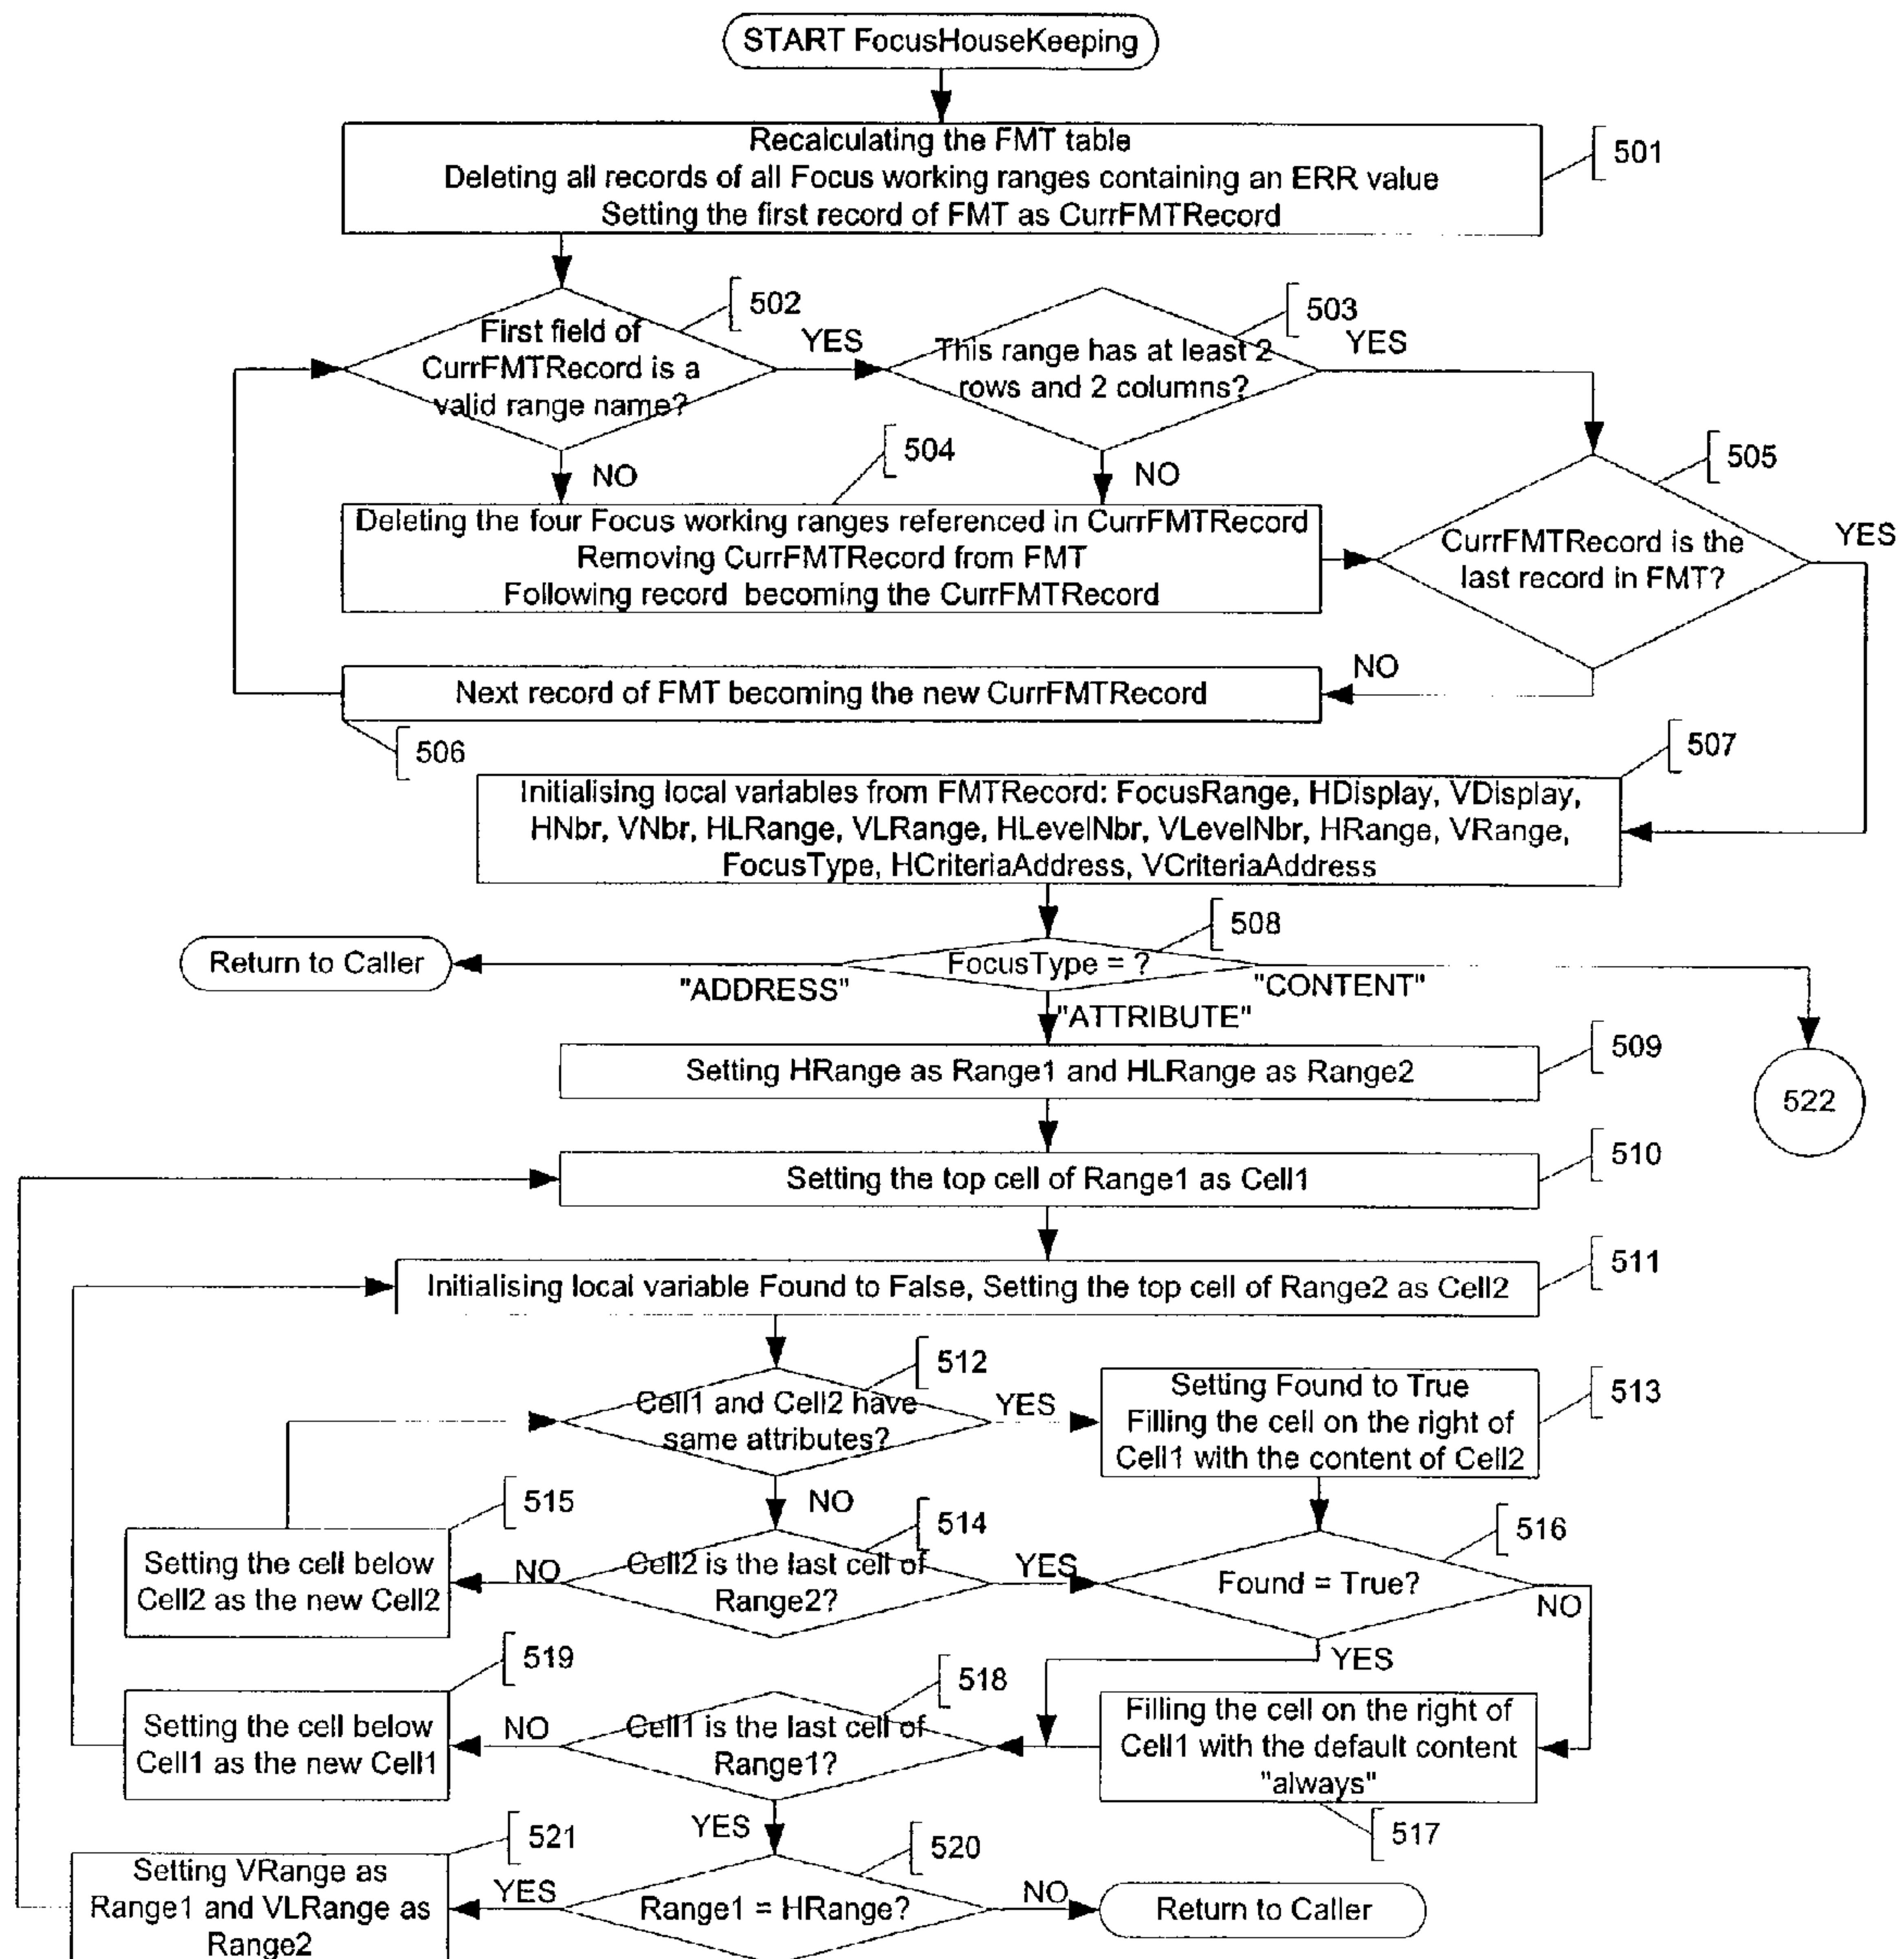 START FocusHouseKeeping
Recalculating the FMT table
Deleting all records of all Focus working ranges containing an ERR value
Setting the first record of FMT as CurrFMTRecord
501
502
First field of
CurrFMTRecord is a
valid range name?
YES
503
This range has at least 2
rows and 2 columns?
YES
NO
504
NO
505
Deleting the four Focus working ranges referenced in CurrFMTRecord
Removing CurrFMTRecord from FMT
Following record becoming the CurrFMTRecord
CurrFMTRecord is the
last record in FMT?
YES
NO
Next record of FMT becoming the new CurrFMTRecord
506
507
Initialising local variables from FMTRecord: FocusRange, HDisplay, VDisplay,
HNbr, VNbr, HLRange, VLRange, HLevelNbr, VLevelNbr, HRange, VRange,
FocusType, HCriteriaAddress, VCriteriaAddress
508
Return to Caller
FocusType = ?
"ADDRESS"
"CONTENT"
"ATTRIBUTE"
509
Setting HRange as Range1 and HLRange as Range2
522
510
Setting the top cell of Range1 as Cell1
511
Initialising local variable Found to False, Setting the top cell of Range2 as Cell2
512
Cell1 and Cell2 have
same attributes?
YES
Setting Found to True
Filling the cell on the right of
Cell1 with the content of Cell2
513
NO
515
514
516
Setting the cell below
Cell2 as the new Cell2
NO
Cell2 is the last cell of
Range2?
YES
Found = True?
NO
YES
519
518
Setting the cell below
Cell1 as the new Cell1
NO
Cell1 is the last cell of
Range1?
Filling the cell on the right of
Cell1 with the default content
"always"
517
YES
521
520
Setting VRange as
Range1 and VLRange as
Range2
YES
Range1 = HRange?
NO
Return to Caller